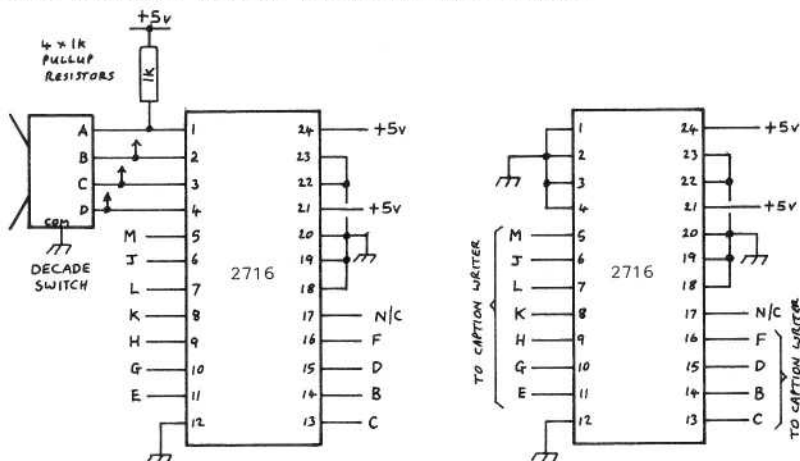 +5v
4 x 1k
PULLUP
RESISTORS
1k
A 1 24 +5v
B 2 23
C 3 22
D 4 21 +5v
COM
DECADE
SWITCH
M 5 20
J 6 19
L 7 18
K 8 17 N/C
H 9 16 F
G 10 15 D
E 11 14 B
12 13 C
2716
1 24 +5v
2 23
3 22
4 21 +5v
M 5 20
J 6 19
L 7 18
K 8 17 N/C
H 9 16 F
G 10 15 D
E 11 14 B
12 13 C
2716
TO CAPTION WRITER
TO CAPTION WRITER